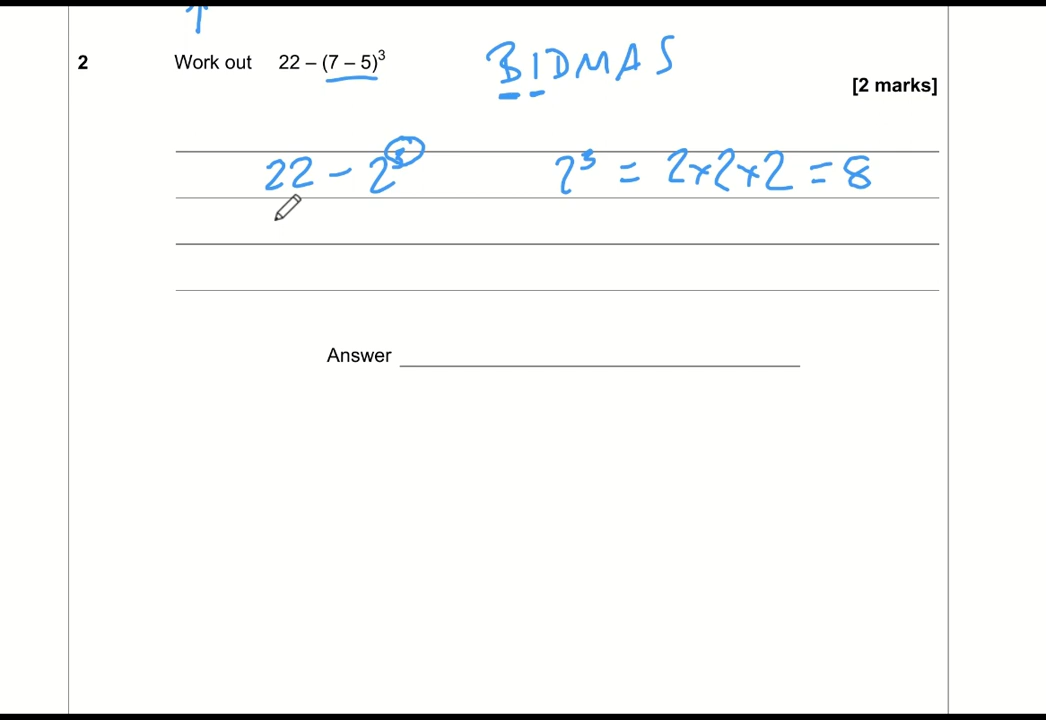 2 Work out 22 – (7 – 5)³ BIDMAS
[2 marks]
22 - 2³ 2³ = 2×2×2 = 8
Answer